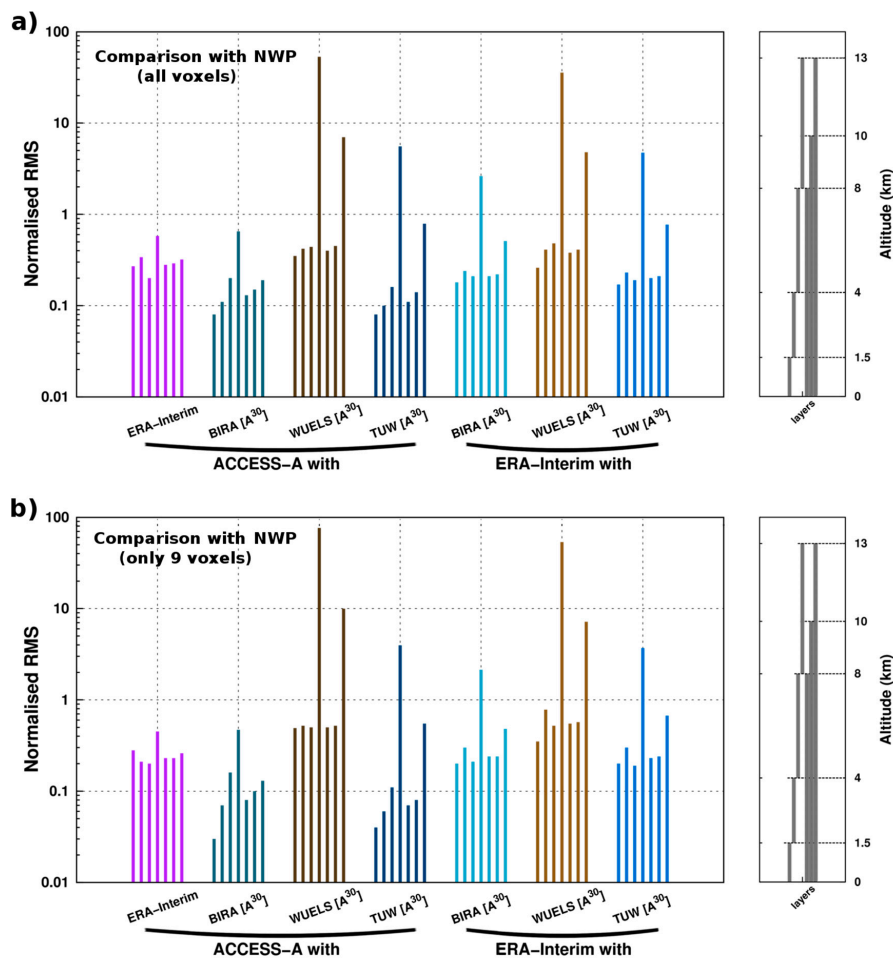 a)
Comparison with NWP
(all voxels)
Normalised RMS
100
10
1
0.1
0.01
ERA-Interim
BIRA [A³⁰]
WUELS [A³⁰]
TUW [A³⁰]
BIRA [A³⁰]
WUELS [A³⁰]
TUW [A³⁰]
ACCESS-A with
ERA-Interim with
13
10
8
4
1.5
0
Altitude (km)
layers
b)
Comparison with NWP
(only 9 voxels)
Normalised RMS
100
10
1
0.1
0.01
ERA-Interim
BIRA [A³⁰]
WUELS [A³⁰]
TUW [A³⁰]
BIRA [A³⁰]
WUELS [A³⁰]
TUW [A³⁰]
ACCESS-A with
ERA-Interim with
13
10
8
4
1.5
0
Altitude (km)
layers